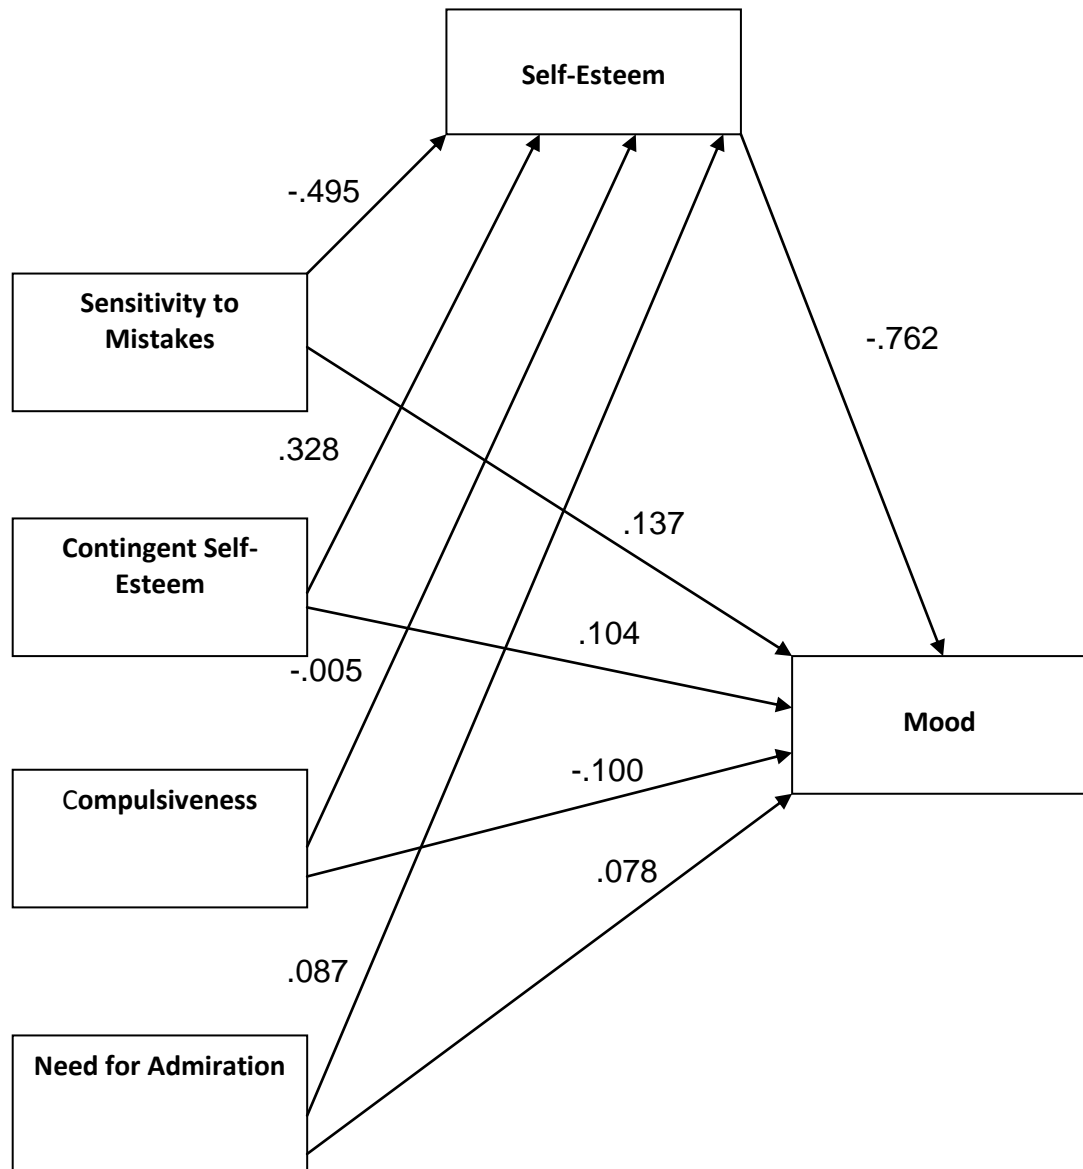 Self-Esteem
-.495
Sensitivity to
Mistakes
-.762
.328
.137
Contingent Self-
Esteem
.104
-.005
Mood
-.100
Compulsiveness
.078
.087
Need for Admiration